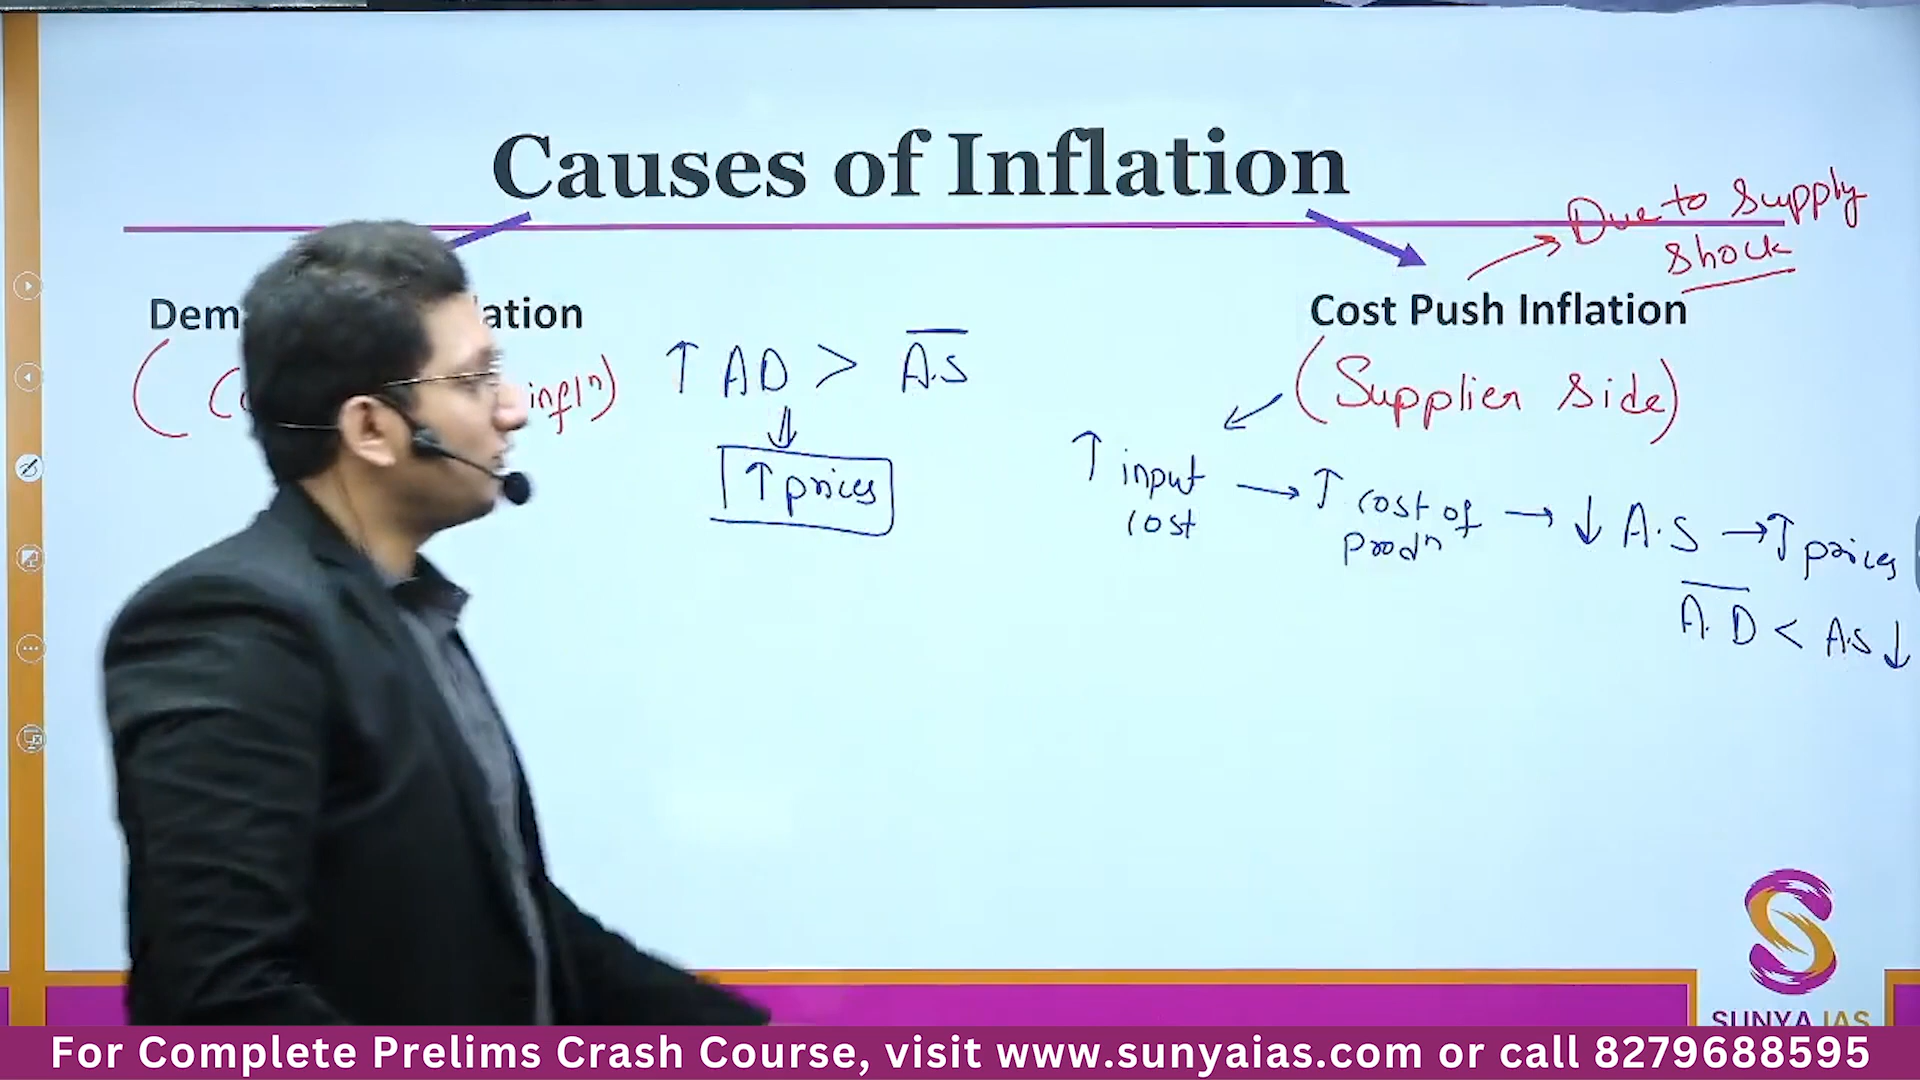 Causes of Inflation
Due to supply
shock
Dem ation
Cost Push Inflation
( inflⁿ)
↑ AD > A.S
(Supplier side)
↑ prices
↑ input
cost
→ ↑ cost of
prodⁿ
→ ↓ A.S → ↑ prices
A.D < A.S ↓
SUNYA IAS
For Complete Prelims Crash Course, visit www.sunyaias.com or call 8279688595